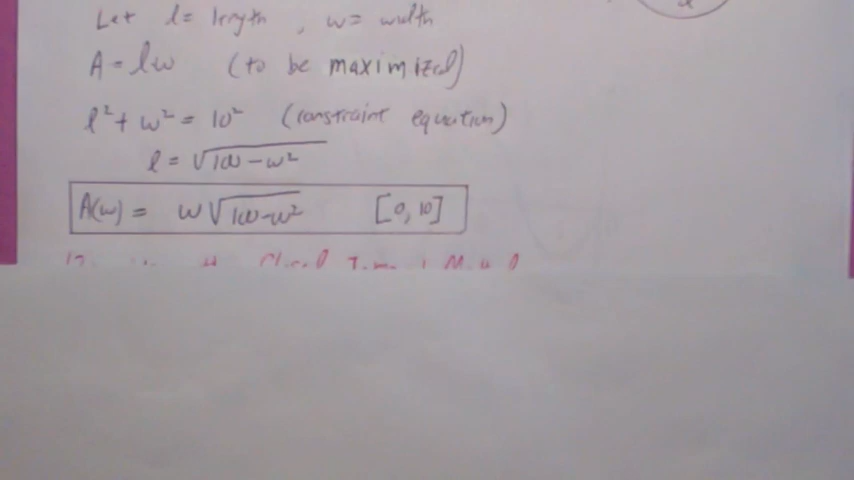 Let l = length , w = width
A = lw (to be maximized)
l² + w² = 10² (constraint equation)
l = √100 - w²
A(w) = w√100-w² [0, 10]